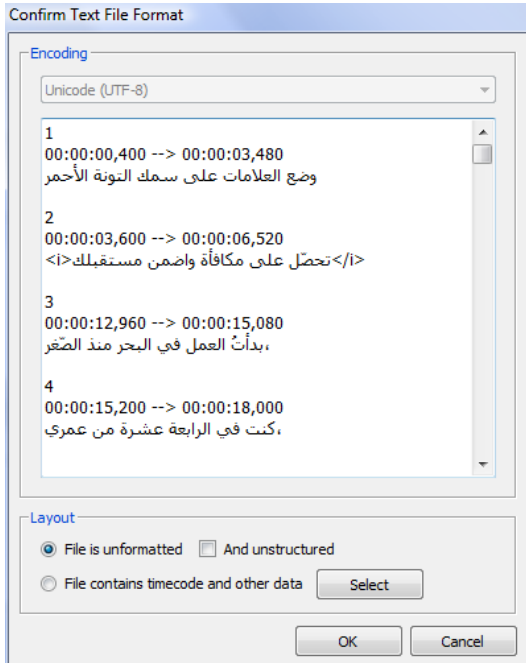 Confirm Text File Format
Encoding
Unicode (UTF-8)
1
00:00:00,400 --> 00:00:03,480
وضع العلامات على سمك التونة الأحمر
2
00:00:03,600 --> 00:00:06,520
<i>تحصّل على مكافأة واضمن مستقبلك</i>
3
00:00:12,960 --> 00:00:15,080
بدأتُ العمل في البحر منذ الصّغر،
4
00:00:15,200 --> 00:00:18,000
كنت في الرابعة عشرة من عمري،
Layout
File is unformatted And unstructured
File contains timecode and other data Select
OK Cancel